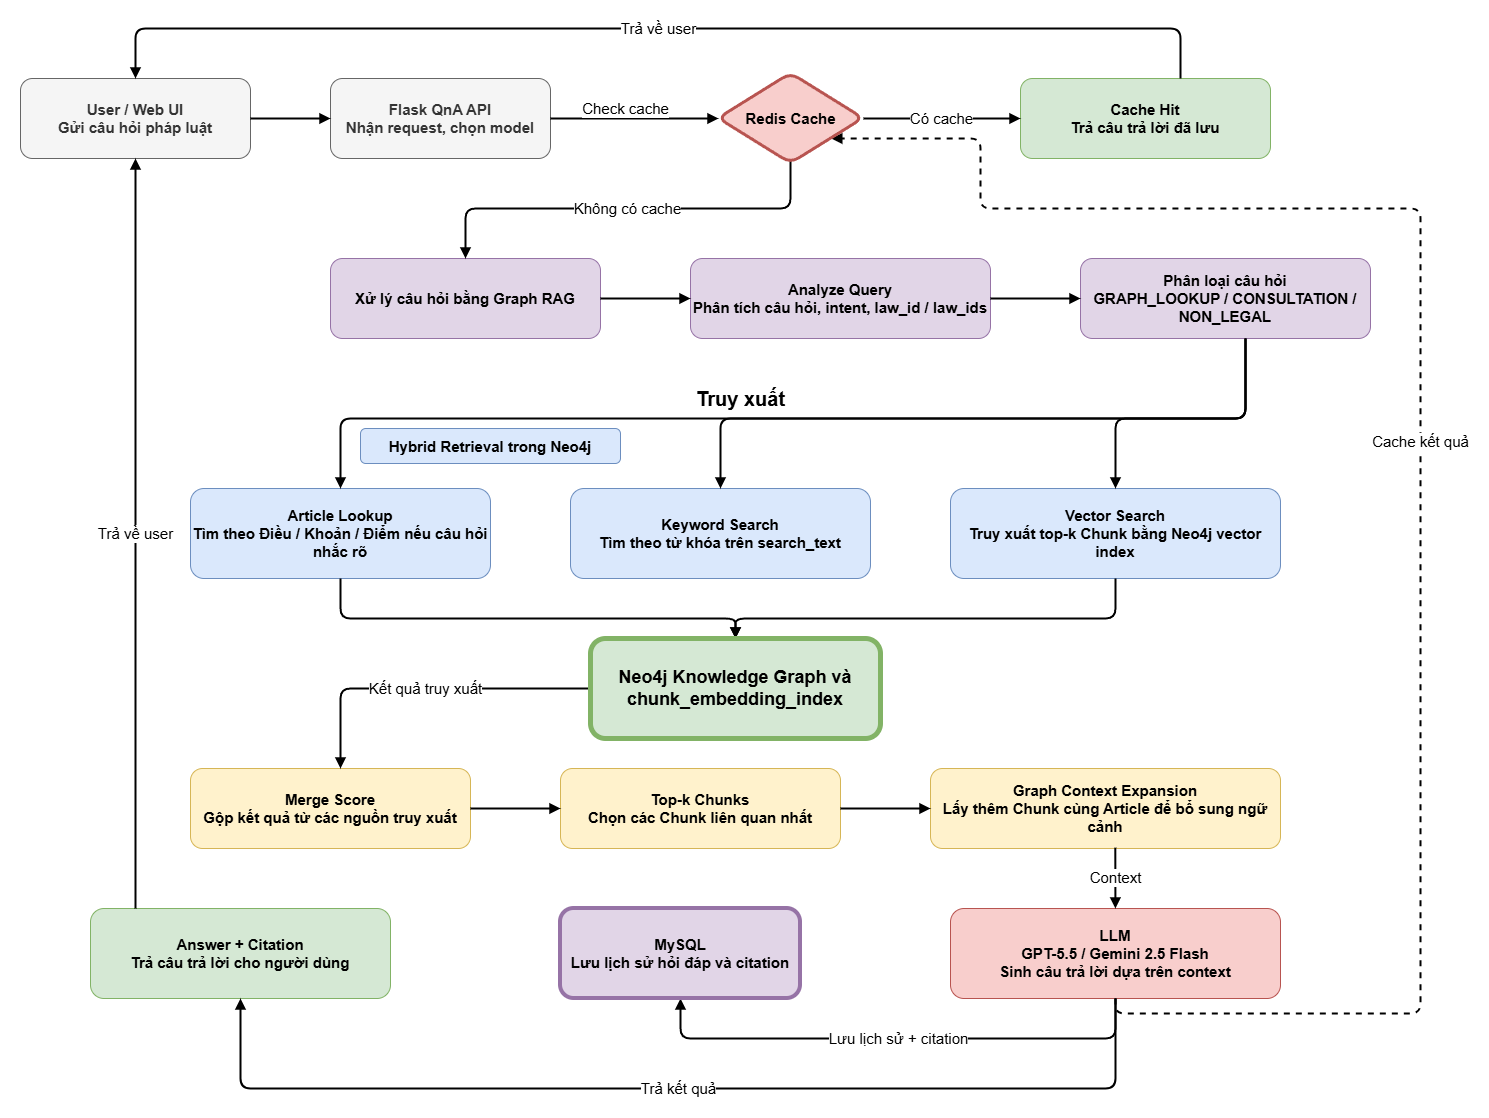 Trả về user
User / Web UI
Gửi câu hỏi pháp luật
Flask QnA API
Nhận request, chọn model
Check cache
Redis Cache
Có cache
Cache Hit
Trả câu trả lời đã lưu
Không có cache
Xử lý câu hỏi bằng Graph RAG
Analyze Query
Phân tích câu hỏi, intent, law_id / law_ids
Phân loại câu hỏi
GRAPH_LOOKUP / CONSULTATION /
NON_LEGAL
Truy xuất
Hybrid Retrieval trong Neo4j
Cache kết quả
Article Lookup
Tìm theo Điều / Khoản / Điểm nếu câu hỏi
nhắc rõ
Keyword Search
Tìm theo từ khóa trên search_text
Vector Search
Truy xuất top-k Chunk bằng Neo4j vector
index
Trả về user
Neo4j Knowledge Graph và
chunk_embedding_index
Kết quả truy xuất
Merge Score
Gộp kết quả từ các nguồn truy xuất
Top-k Chunks
Chọn các Chunk liên quan nhất
Graph Context Expansion
Lấy thêm Chunk cùng Article để bổ sung ngữ
cảnh
Context
Answer + Citation
Trả câu trả lời cho người dùng
MySQL
Lưu lịch sử hỏi đáp và citation
LLM
GPT-5.5 / Gemini 2.5 Flash
Sinh câu trả lời dựa trên context
Lưu lịch sử + citation
Trả kết quả